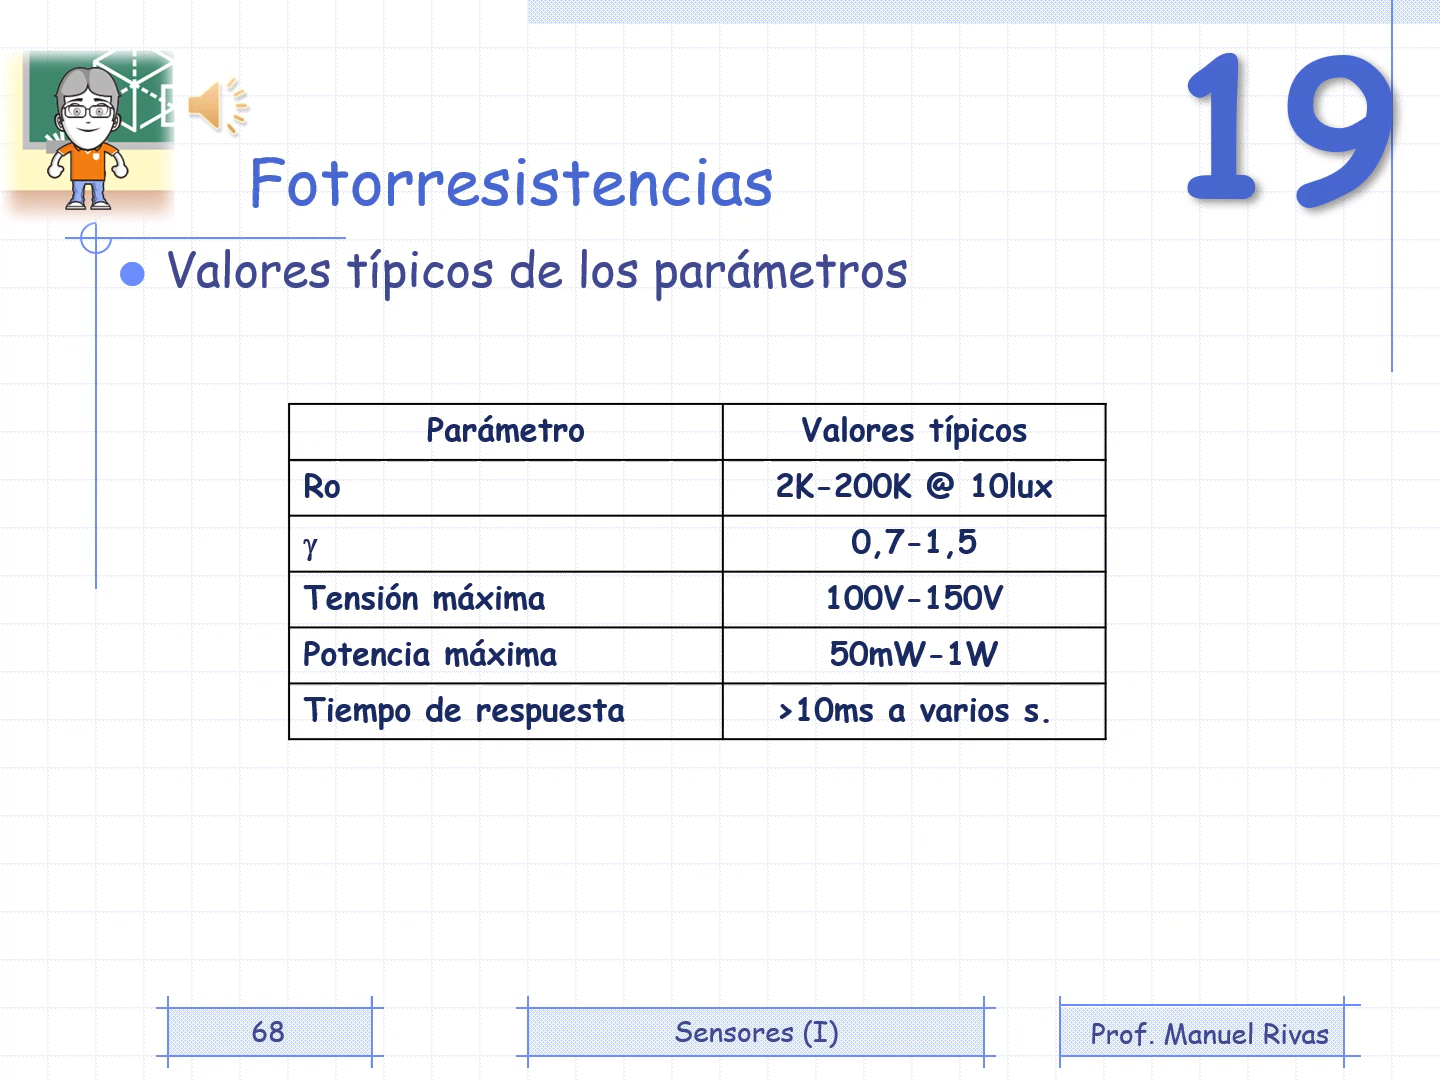 19
Fotorresistencias
Valores típicos de los parámetros
Parámetro Valores típicos
Ro 2K-200K @ 10lux
γ 0,7-1,5
Tensión máxima 100V-150V
Potencia máxima 50mW-1W
Tiempo de respuesta >10ms a varios s.
68 Sensores (I) Prof. Manuel Rivas